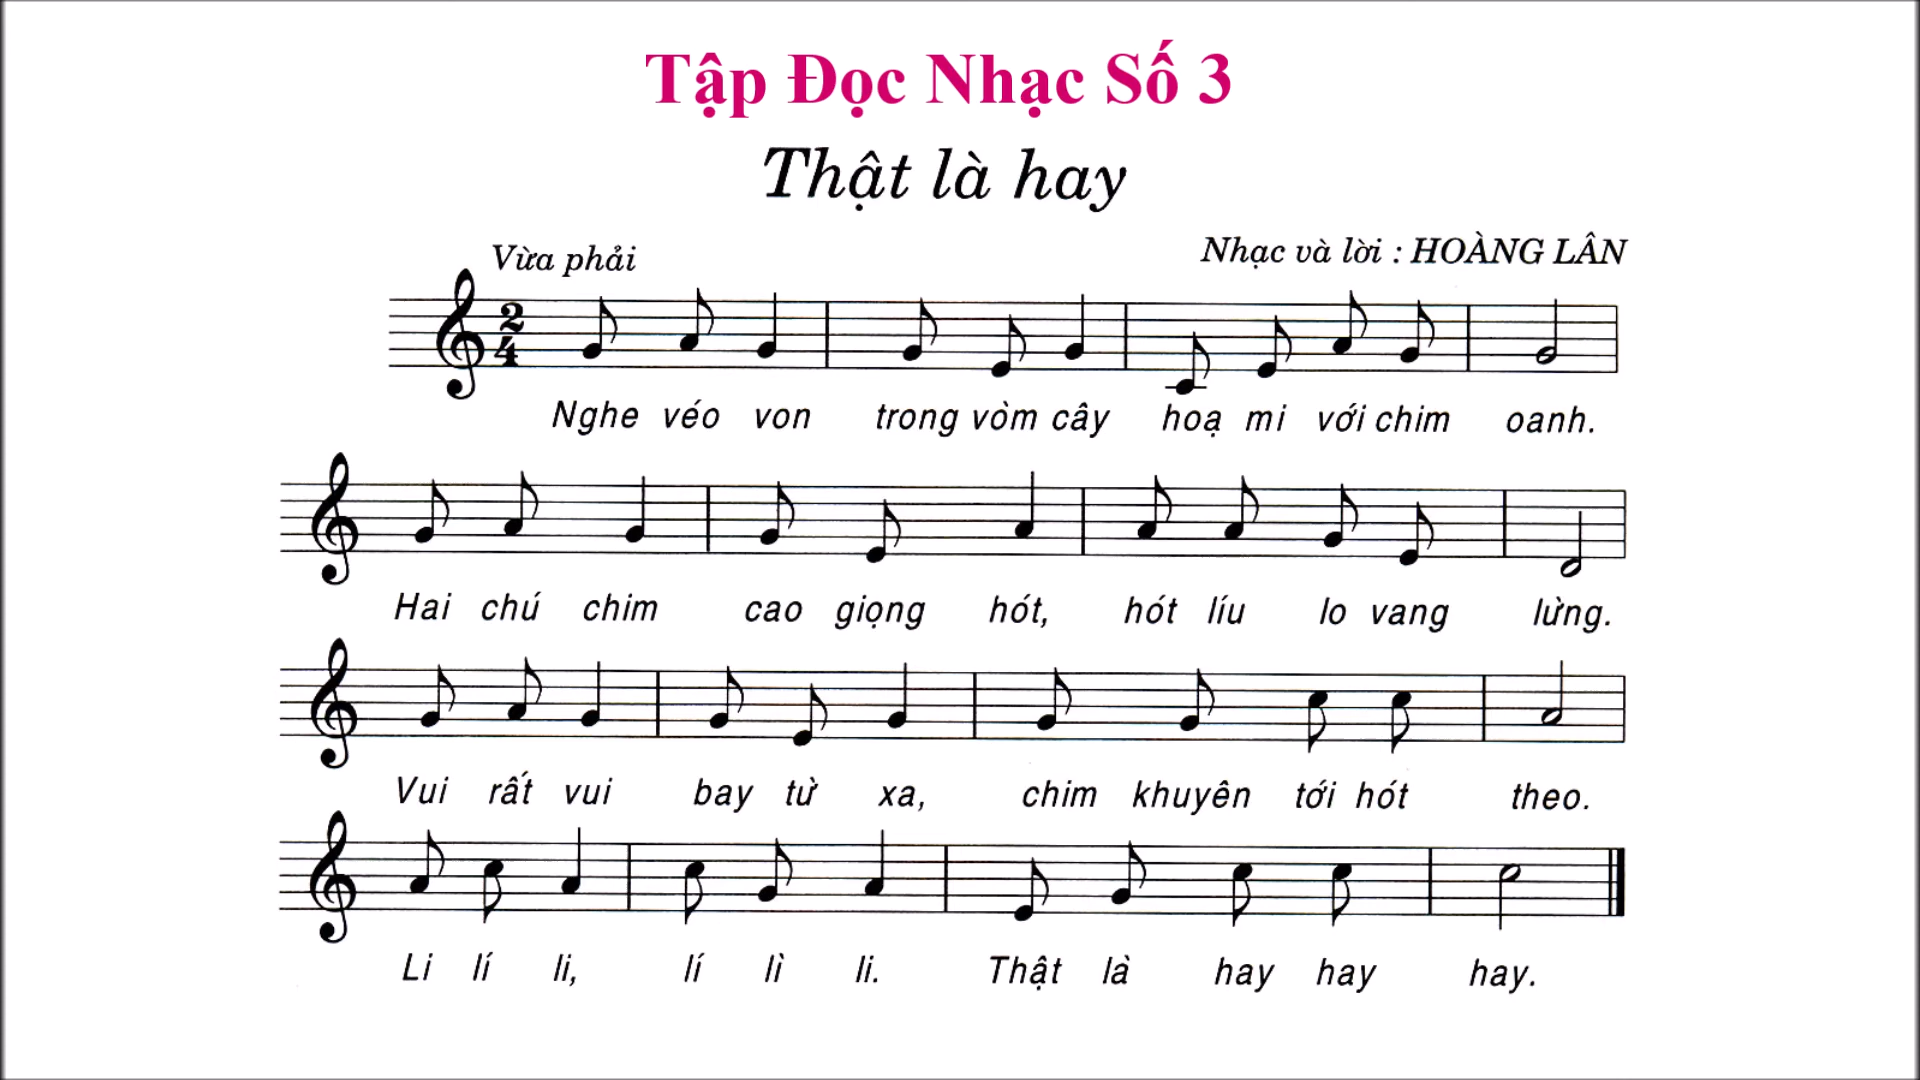 Tập Đọc Nhạc Số 3
Thật là hay
Vừa phải
Nhạc và lời : HOÀNG LÂN
2
4
Nghe véo von trong vòm cây hoạ mi với chim oanh.
Hai chú chim cao giọng hót, hót líu lo vang lừng.
Vui rất vui bay từ xa, chim khuyên tới hót theo.
Li lí li, lí lì li. Thật là hay hay hay.